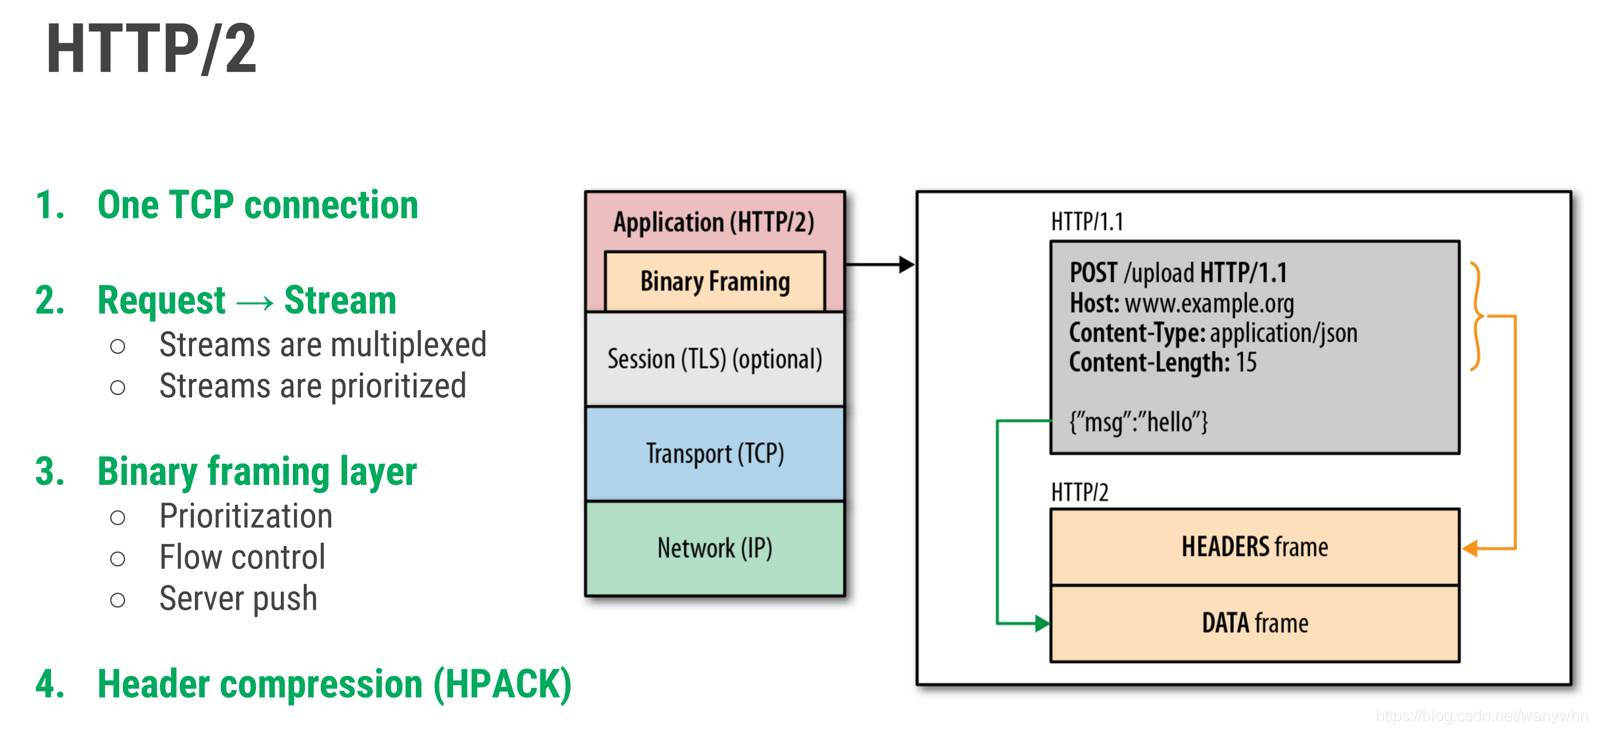 HTTP/2
1. One TCP connection
2. Request → Stream
○ Streams are multiplexed
○ Streams are prioritized
3. Binary framing layer
○ Prioritization
○ Flow control
○ Server push
4. Header compression (HPACK)
Application (HTTP/2)
Binary Framing
Session (TLS) (optional)
Transport (TCP)
Network (IP)
HTTP/1.1
POST /upload HTTP/1.1
Host: www.example.org
Content-Type: application/json
Content-Length: 15
{"msg":"hello"}
HTTP/2
HEADERS frame
DATA frame
https://blog.csdn.net/wanywhn